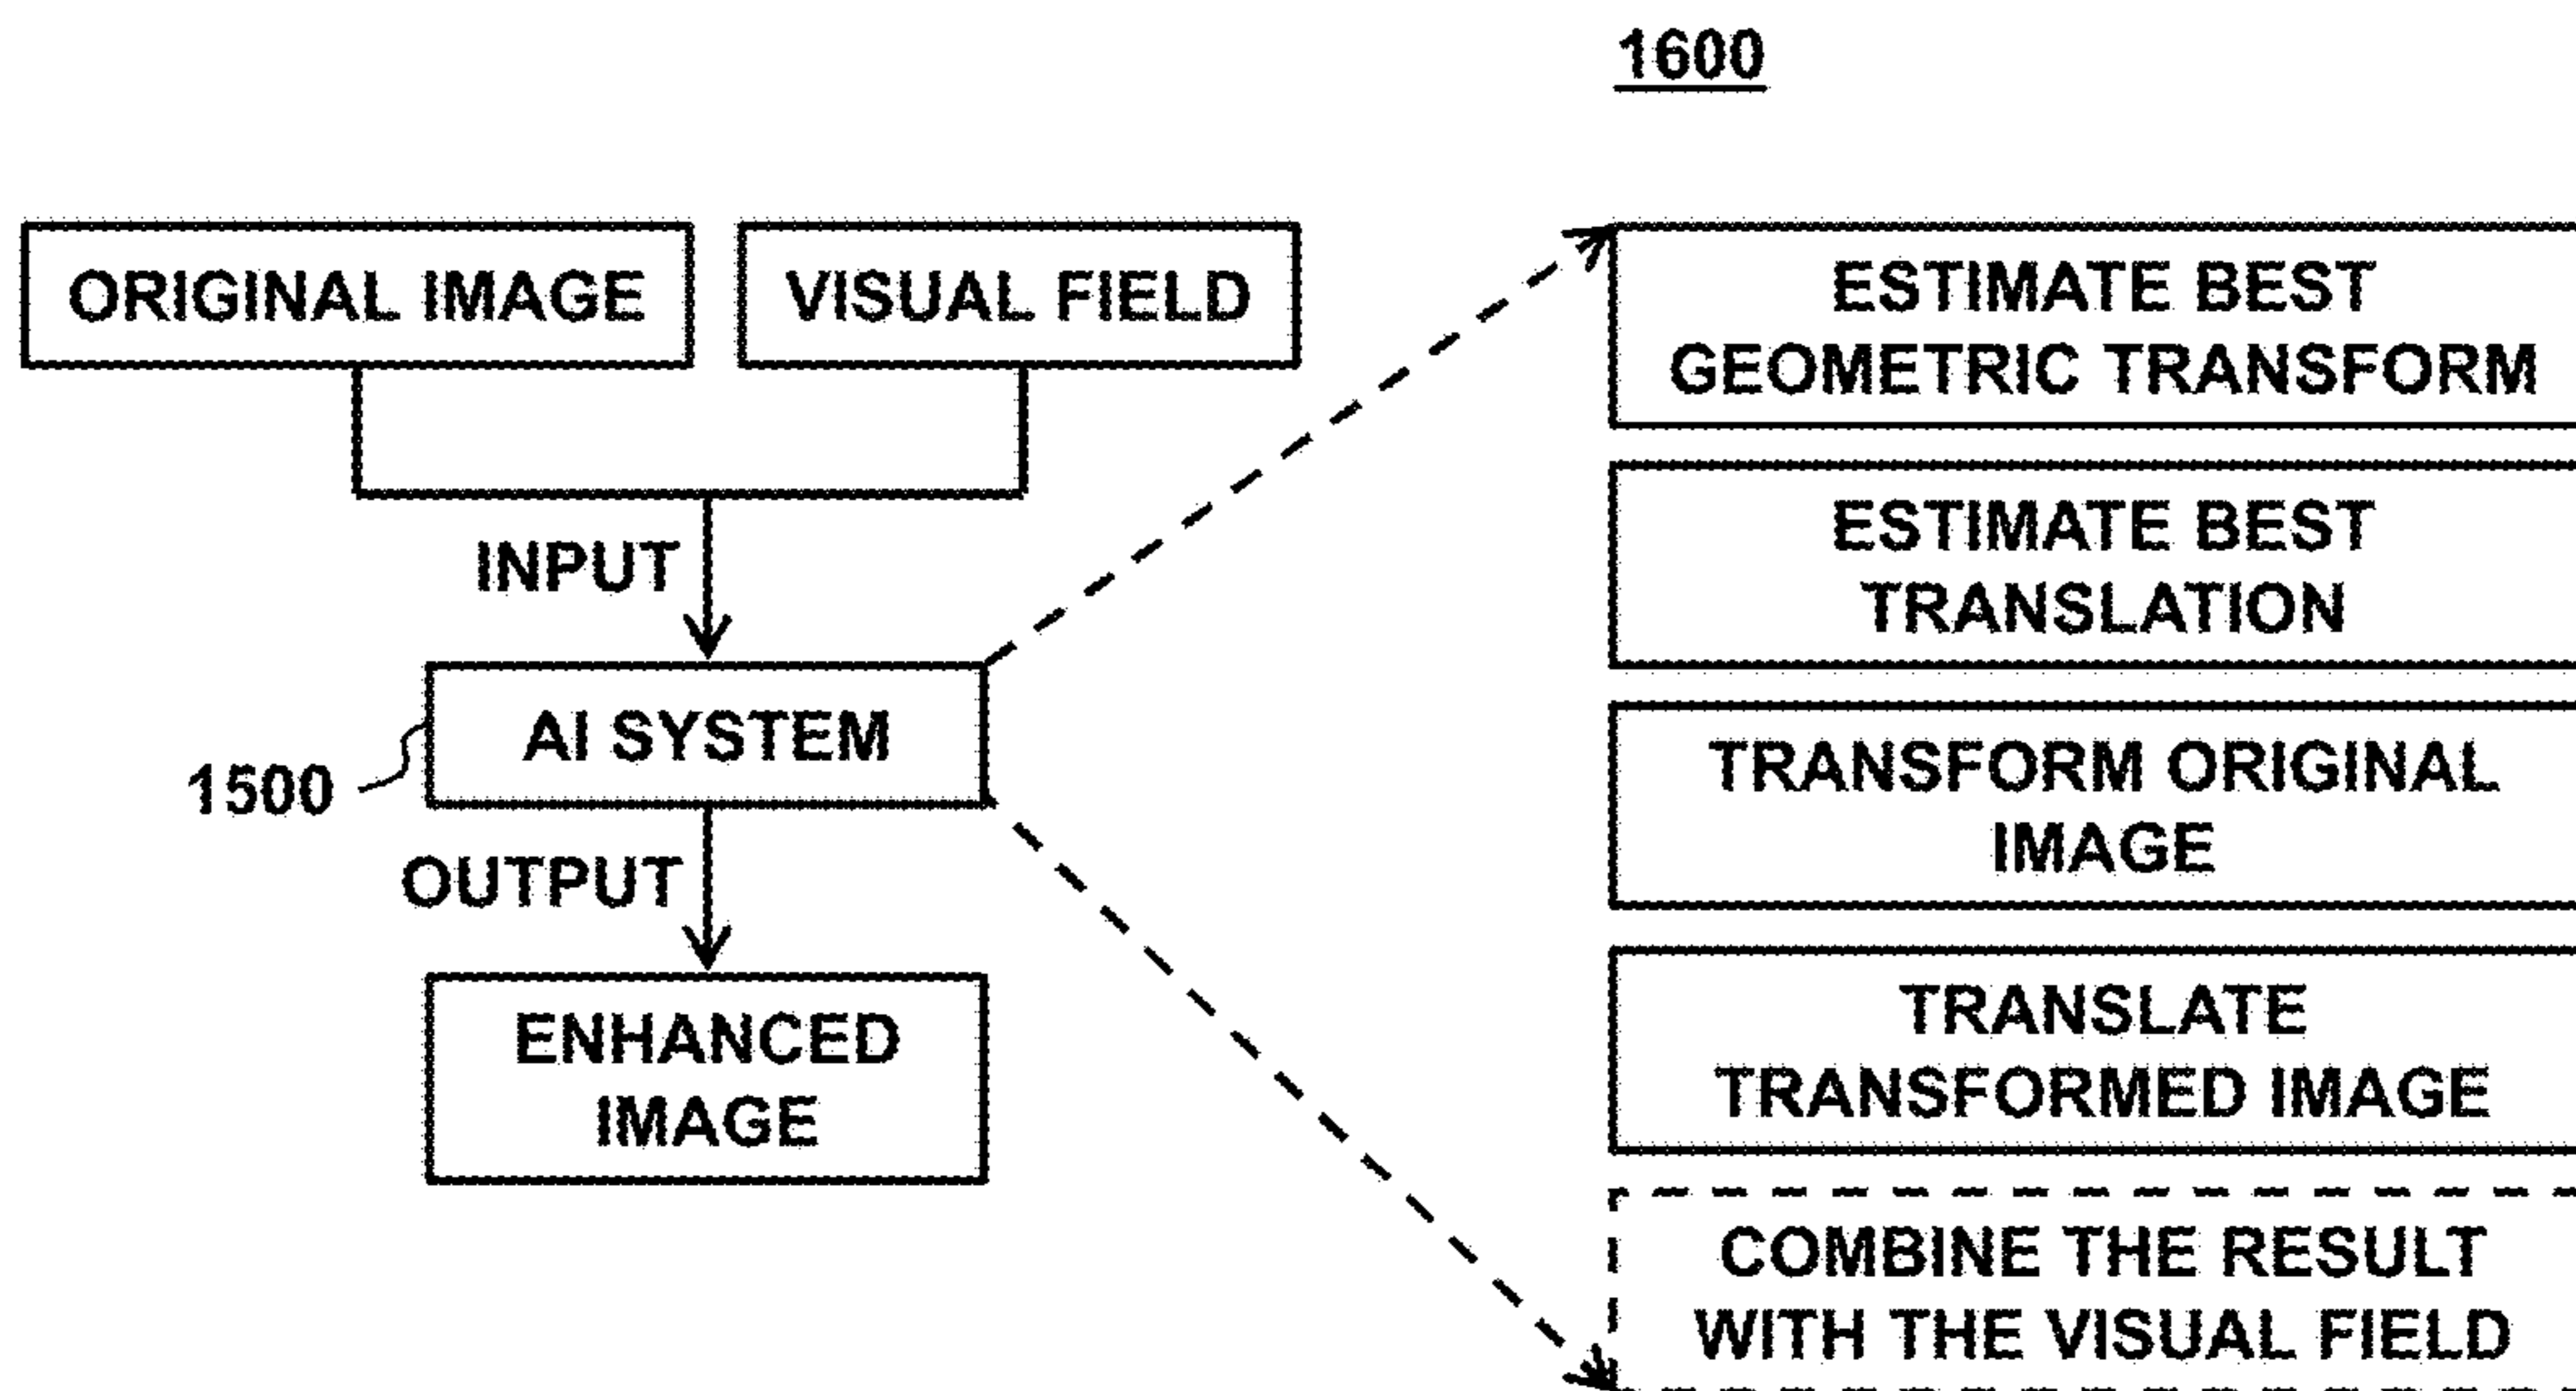 1600
ORIGINAL IMAGE
VISUAL FIELD
INPUT
AI SYSTEM
1500
OUTPUT
ENHANCED
IMAGE
ESTIMATE BEST
GEOMETRIC TRANSFORM
ESTIMATE BEST
TRANSLATION
TRANSFORM ORIGINAL
IMAGE
TRANSLATE
TRANSFORMED IMAGE
COMBINE THE RESULT
WITH THE VISUAL FIELD